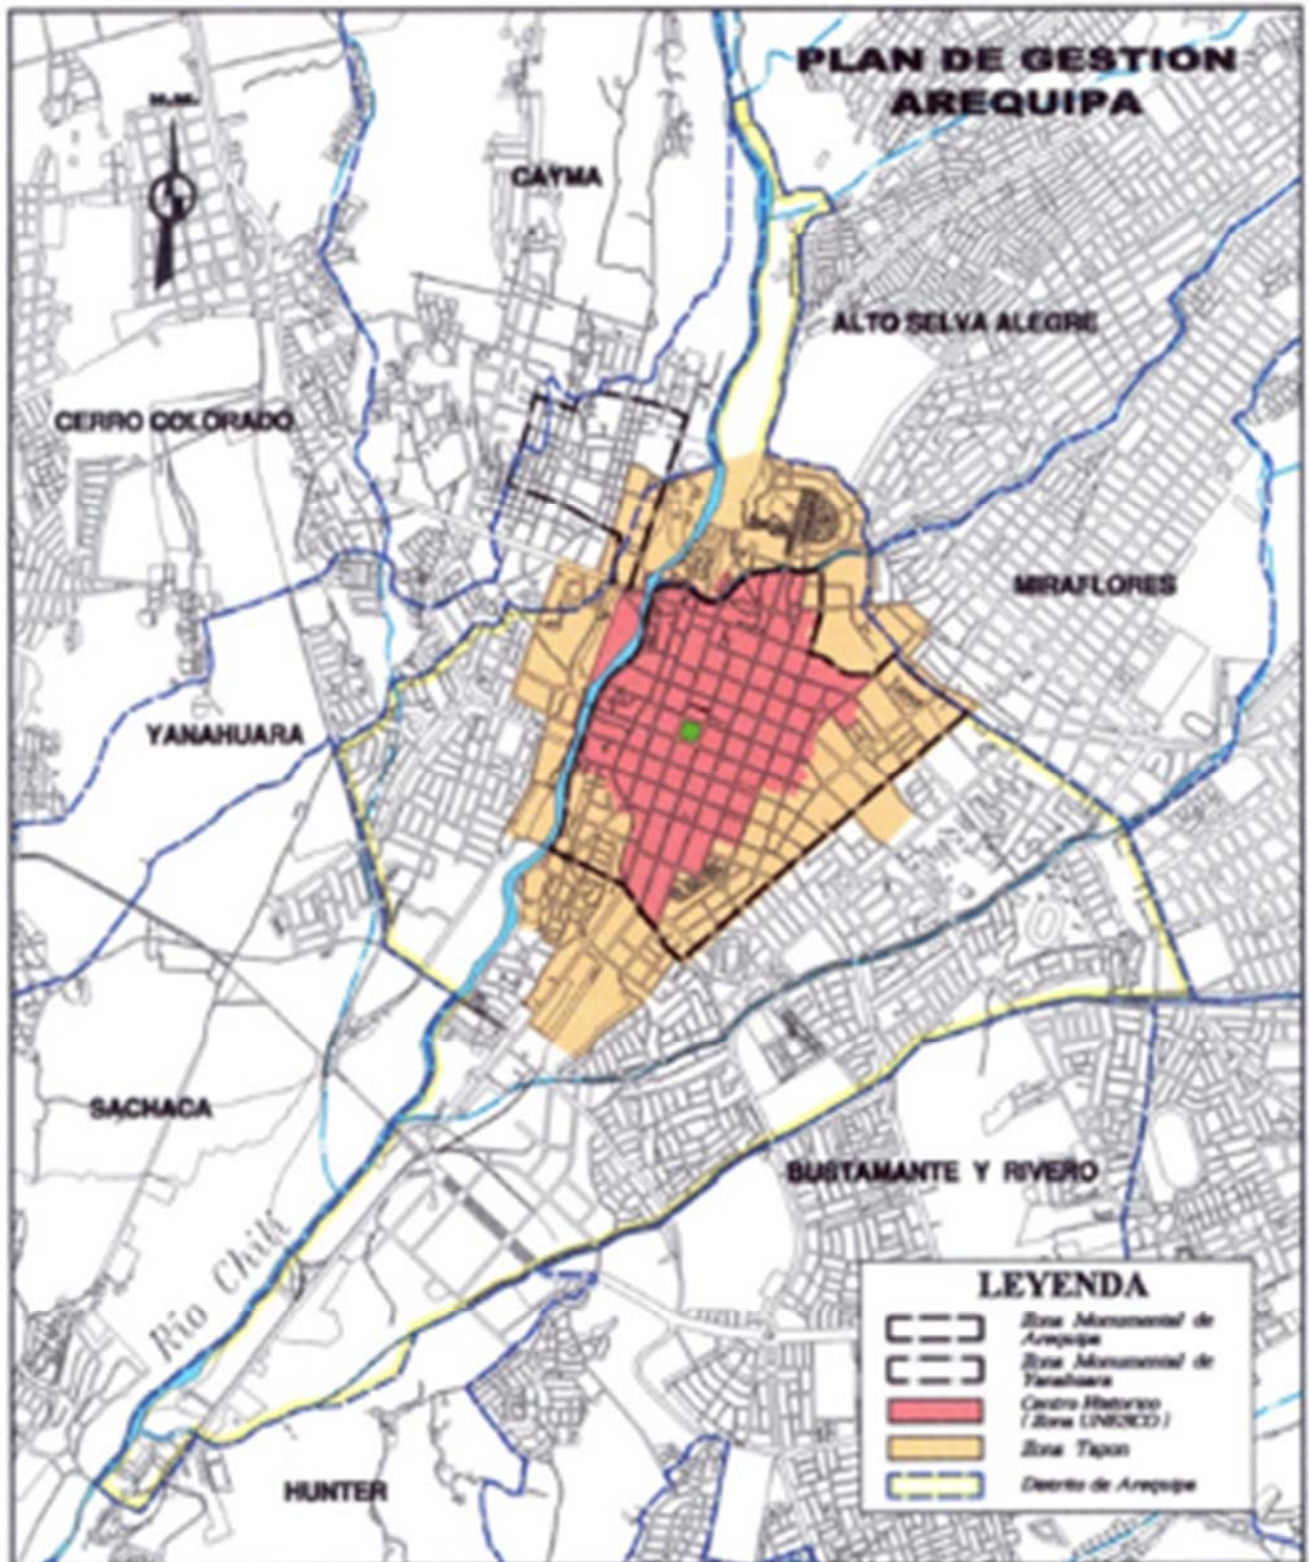 PLAN DE GESTION
AREQUIPA
CAYMA
ALTO SELVA ALEGRE
CERRO COLORADO
MIRAFLORES
YANAHUARA
SACHACA
BUSTAMANTE Y RIVERO
Rio Chili
HUNTER
LEYENDA
Zona Monumental de
Arequipa
Zona Monumental de
Yanahuara
Centro Historico
( Zona UNESCO )
Zona Tapon
Distrito de Arequipa